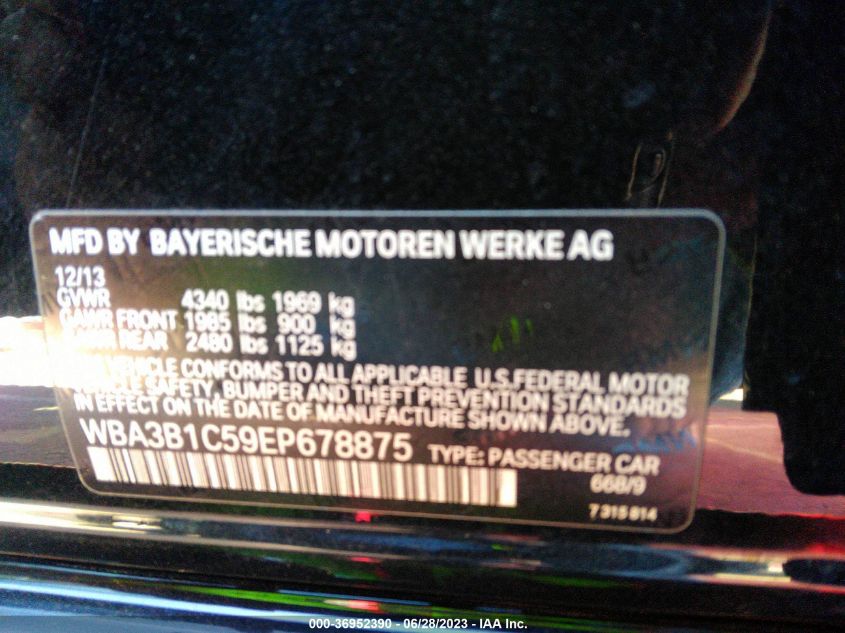 MFD BY BAYERISCHE MOTOREN WERKE AG
12/13
GVWR 4340 lbs 1969 kg
GAWR FRONT 1985 lbs 900 kg
GAWR REAR 2480 lbs 1125 kg
VEHICLE CONFORMS TO ALL APPLICABLE U.S.FEDERAL MOTOR
VEHICLE SAFETY, BUMPER AND THEFT PREVENTION STANDARDS
IN EFFECT ON THE DATE OF MANUFACTURE SHOWN ABOVE.
WBA3B1C59EP678875 TYPE: PASSENGER CAR
668/9
7315814
000-36952390 - 06/28/2023 - IAA Inc.